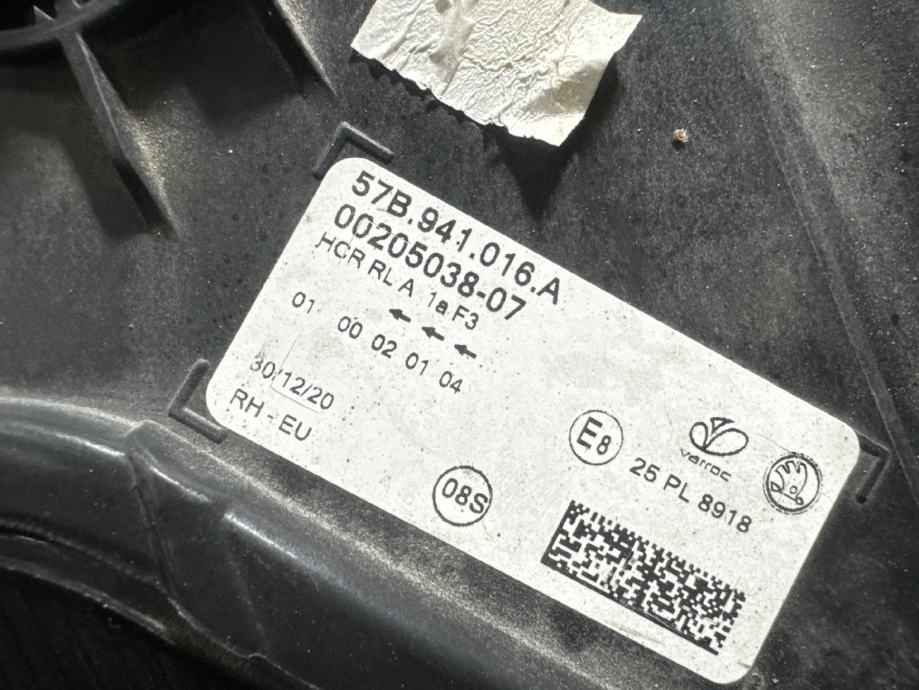 57B.941.016.A
00205038-07
HCR RL A 1a F3
01 00 02 01 04
30/12/20
RH - EU
08S
E8
varroc
25 PL 8918